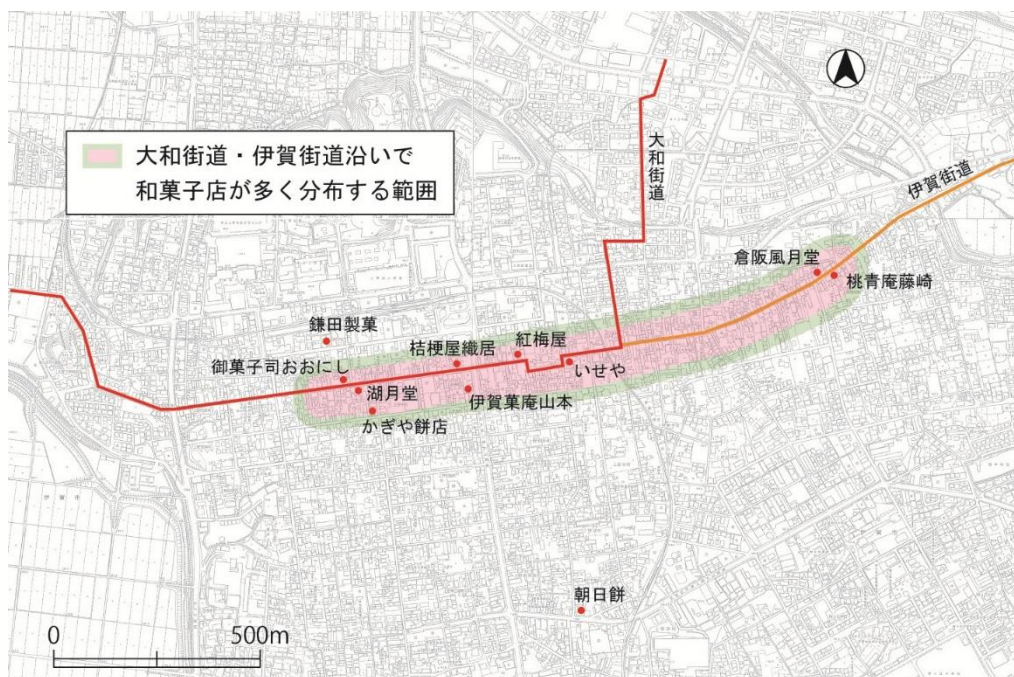 大和街道・伊賀街道沿いで
和菓子店が多く分布する範囲
大和街道
伊賀街道
倉阪風月堂
桃青庵藤崎
鎌田製菓
桔梗屋織居
紅梅屋
御菓子司おおにし
いせや
湖月堂
伊賀菓庵山本
かぎや餅店
朝日餅
0
500m